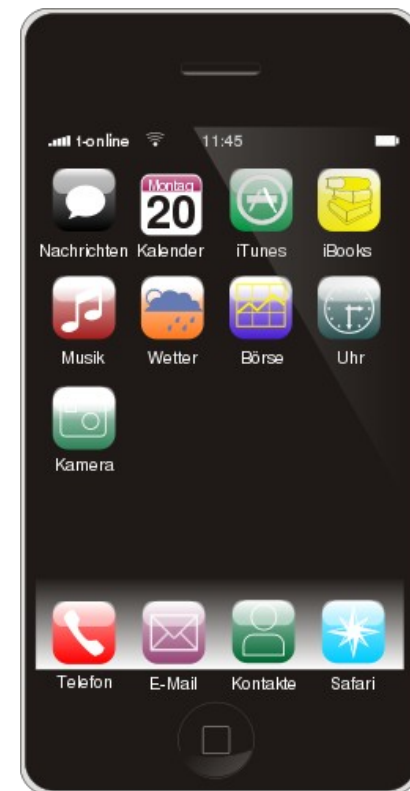 t-online 11:45
Montag
20
Nachrichten Kalender iTunes iBooks
Musik Wetter Börse Uhr
Kamera
Telefon E-Mail Kontakte Safari